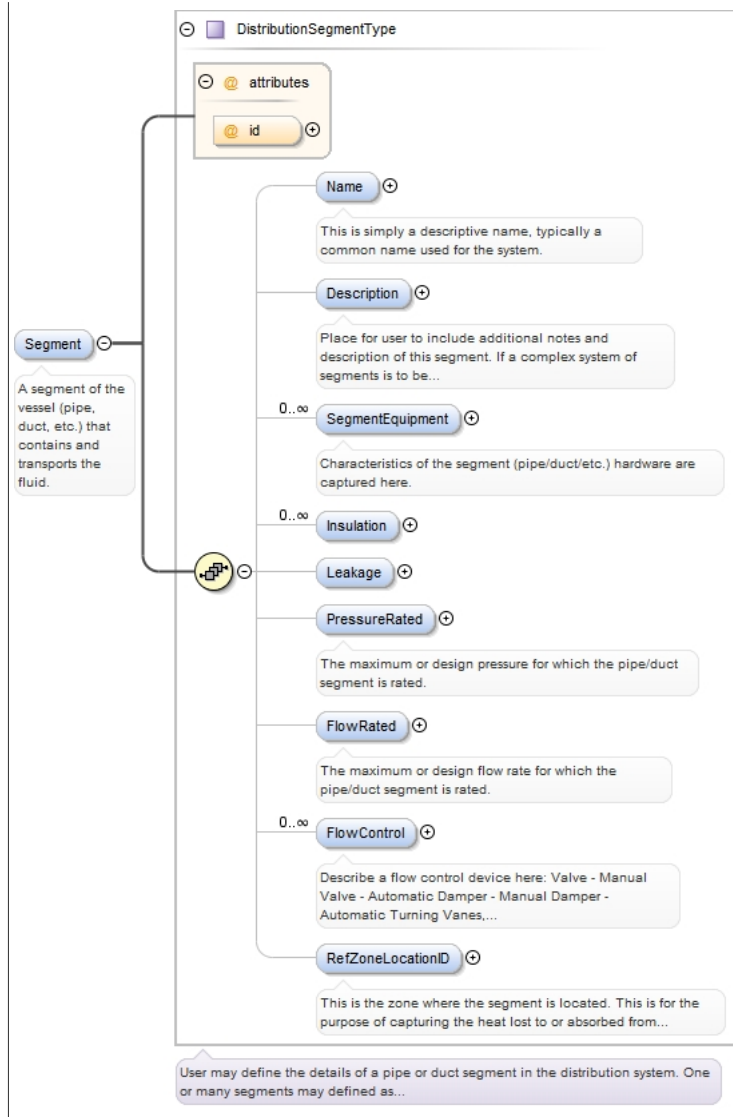 DistributionSegmentType
@ attributes
@ id
Name
This is simply a descriptive name, typically a
common name used for the system.
Description
Place for user to include additional notes and
description of this segment. If a complex system of
segments is to be...
Segment
A segment of the
vessel (pipe,
duct, etc.) that
contains and
transports the
fluid.
0..∞
SegmentEquipment
Characteristics of the segment (pipe/duct/etc.) hardware are
captured here.
0..∞
Insulation
Leakage
PressureRated
The maximum or design pressure for which the pipe/duct
segment is rated.
FlowRated
The maximum or design flow rate for which the
pipe/duct segment is rated.
0..∞
FlowControl
Describe a flow control device here: Valve - Manual
Valve - Automatic Damper - Manual Damper -
Automatic Turning Vanes,...
RefZoneLocationID
This is the zone where the segment is located. This is for the
purpose of capturing the heat lost to or absorbed from...
User may define the details of a pipe or duct segment in the distribution system. One
or many segments may defined as...